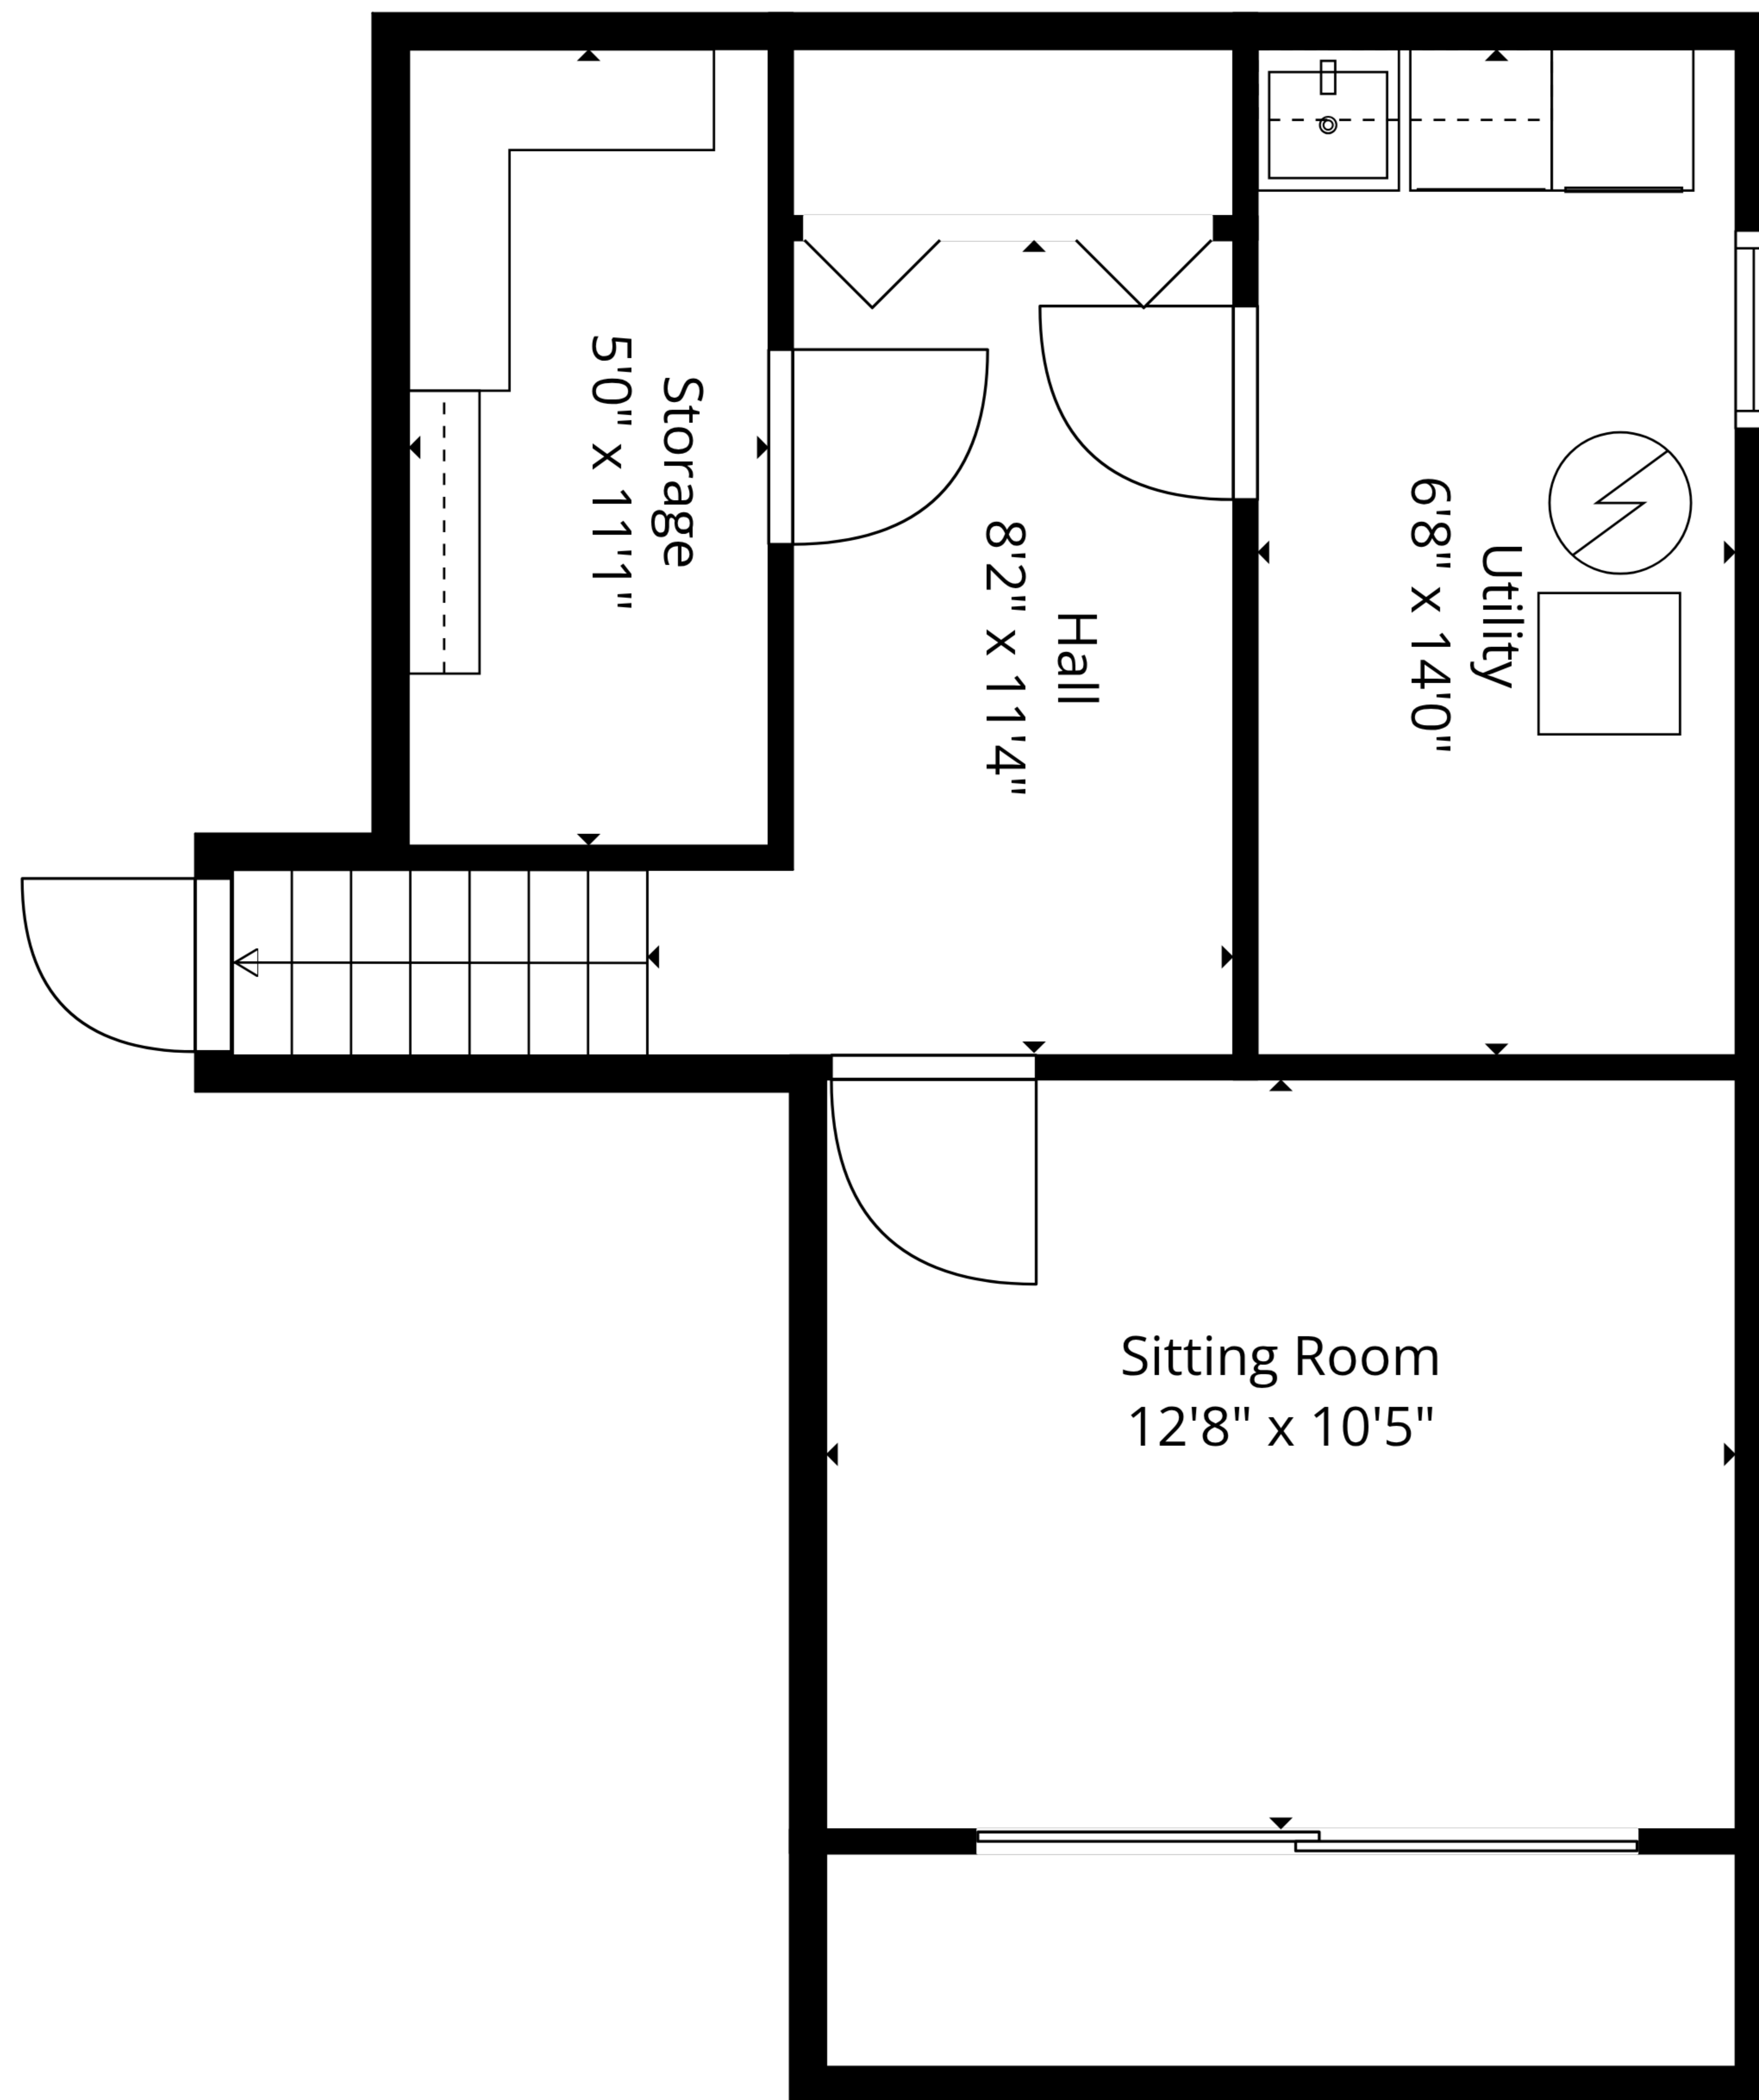 Storage
5'0" x 11'1"
Hall
8'2" x 11'4"
Utility
6'8" x 14'0"
Sitting Room
12'8" x 10'5"